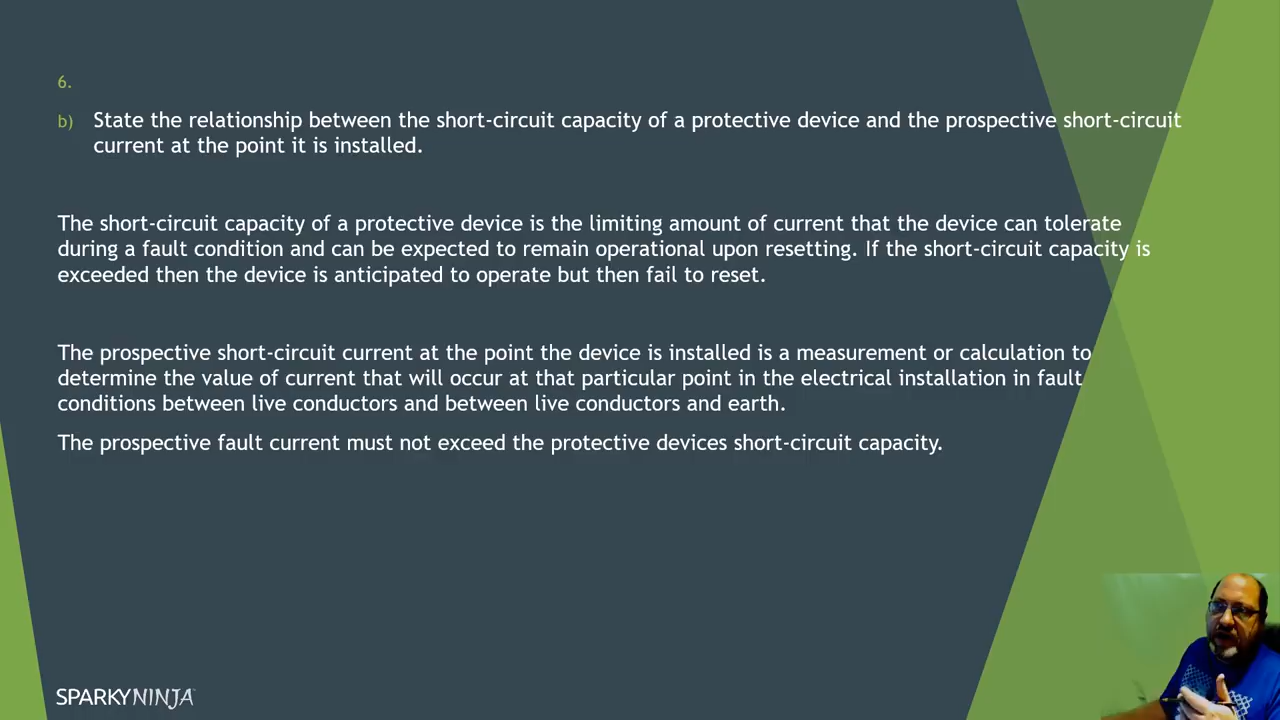 6.
b) State the relationship between the short-circuit capacity of a protective device and the prospective short-circuit
current at the point it is installed.
The short-circuit capacity of a protective device is the limiting amount of current that the device can tolerate
during a fault condition and can be expected to remain operational upon resetting. If the short-circuit capacity is
exceeded then the device is anticipated to operate but then fail to reset.
The prospective short-circuit current at the point the device is installed is a measurement or calculation to
determine the value of current that will occur at that particular point in the electrical installation in fault
conditions between live conductors and between live conductors and earth.
The prospective fault current must not exceed the protective devices short-circuit capacity.
SPARKYNINJA